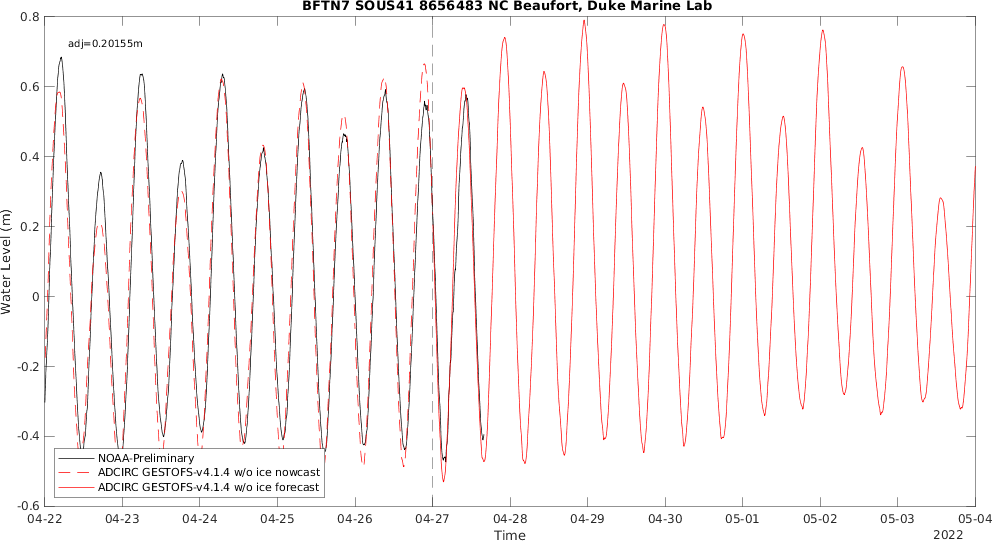 BFTN7 SOUS41 8656483 NC Beaufort, Duke Marine Lab
adj=0.20155m
0.8
0.6
0.4
0.2
0
-0.2
-0.4
-0.6
Water Level (m)
NOAA-Preliminary
ADCIRC GESTOFS-v4.1.4 w/o ice nowcast
ADCIRC GESTOFS-v4.1.4 w/o ice forecast
04-22 04-23 04-24 04-25 04-26 04-27 04-28 04-29 04-30 05-01 05-02 05-03 05-04
Time
2022